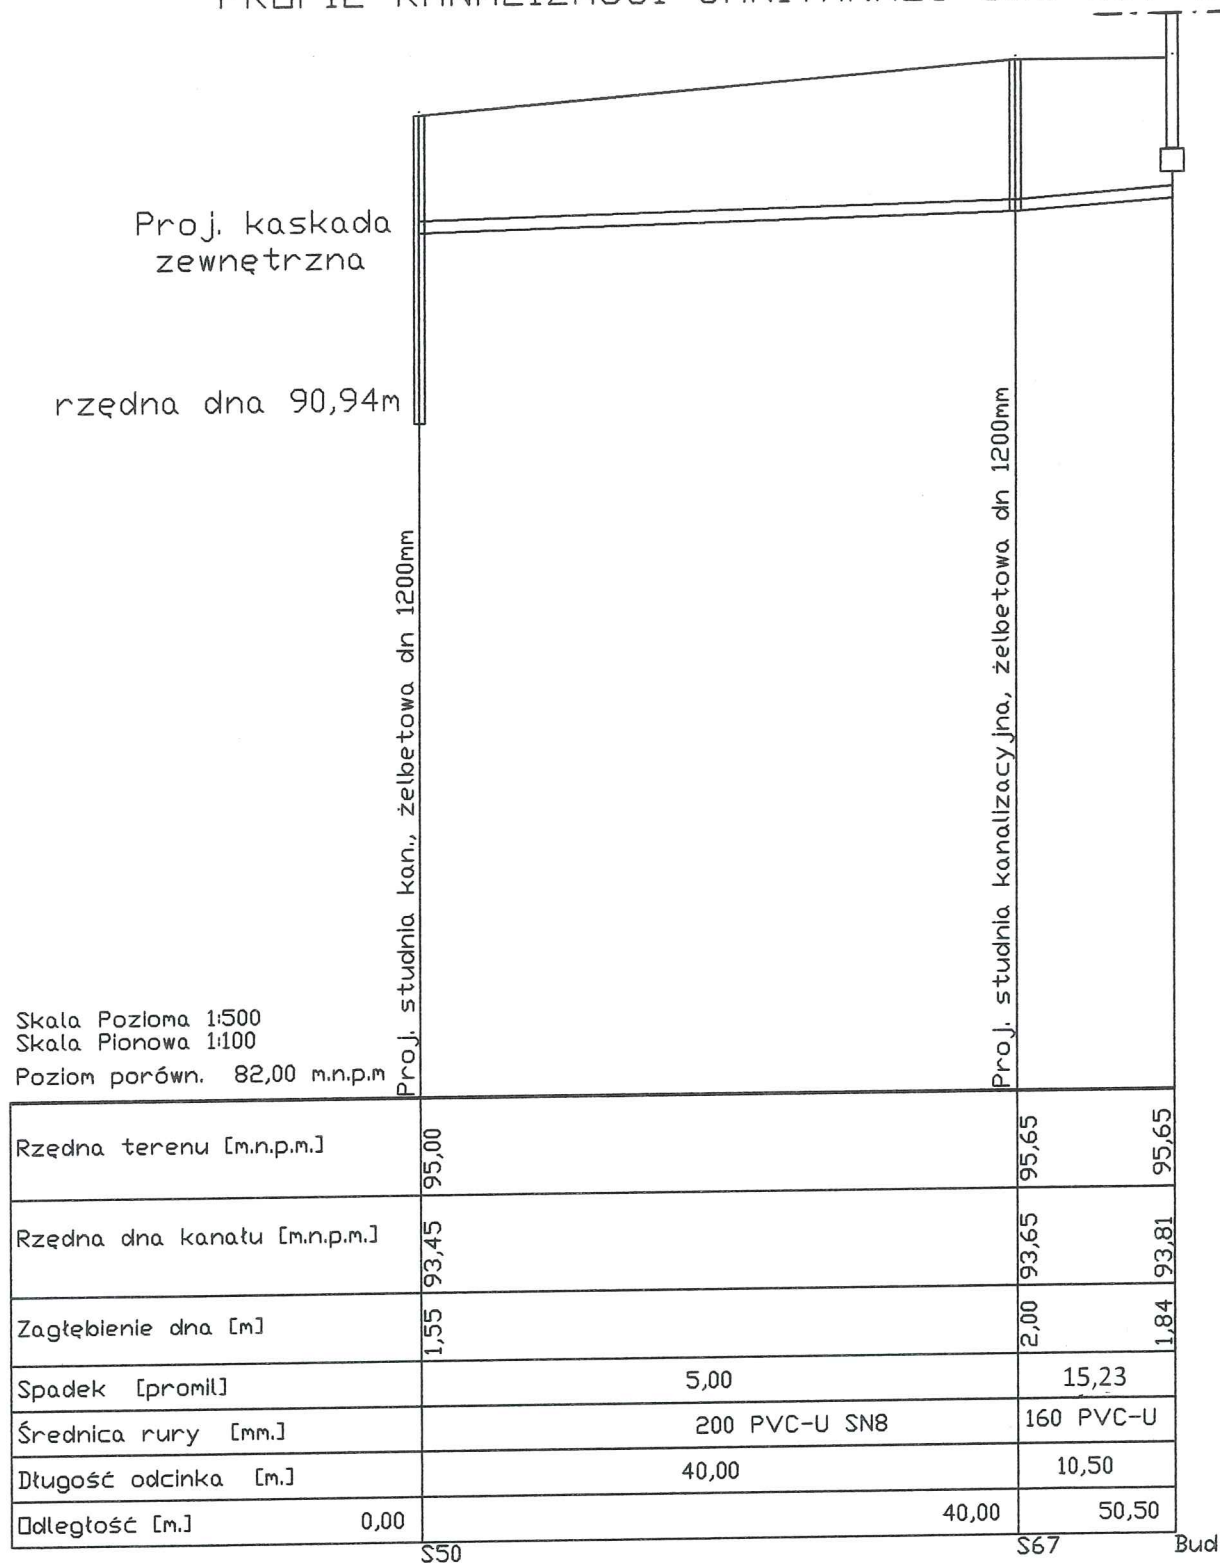 Proj. kaskada
zewnętrzna
rzędna dna 90,94m
Proj. studnia kan., żelbetowa dn 1200mm
Proj. studnia kanalizacyjna, żelbetowa dn 1200mm
Skala Pozioma 1:500
Skala Pionowa 1:100
Poziom porówn. 82,00 m.n.p.m
Rzędna terenu [m.n.p.m.] 95,00 95,65 95,65
Rzędna dna kanału [m.n.p.m.] 93,45 93,65 93,81
Zagłębienie dna [m] 1,55 2,00 1,84
Spadek [promil] 5,00 15,23
Średnica rury [mm.] 200 PVC-U SN8 160 PVC-U
Długość odcinka [m.] 40,00 10,50
Odległość [m.] 0,00 40,00 50,50
S50 S67 Bud